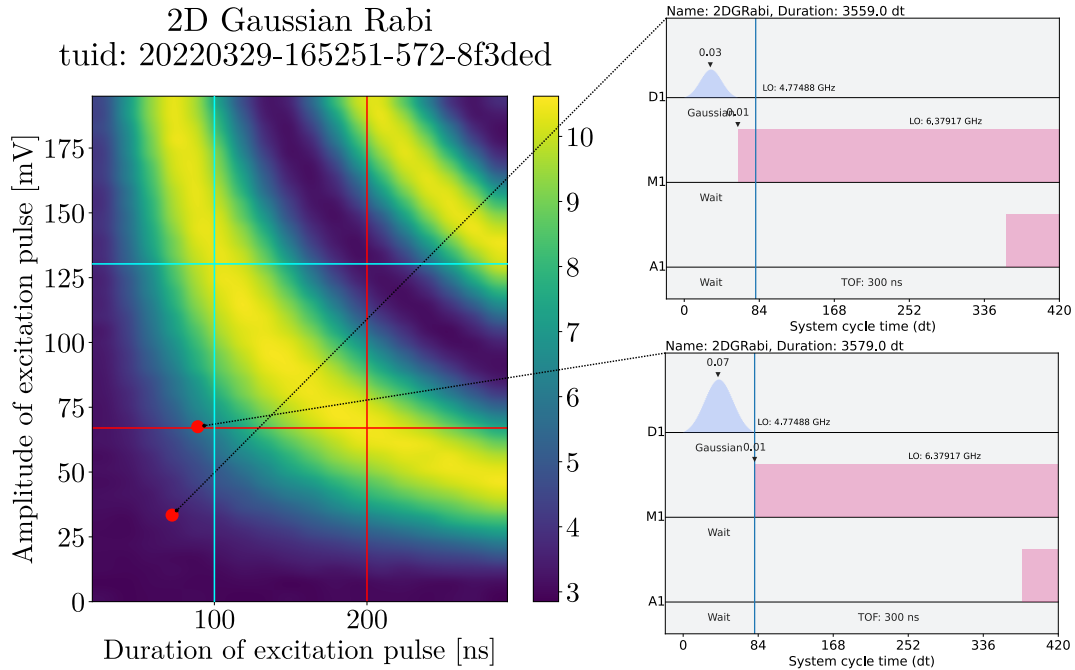 2D Gaussian Rabi
tuid: 20220329-165251-572-8f3ded
Amplitude of excitation pulse [mV]
175
150
125
100
75
50
25
0
100
200
Duration of excitation pulse [ns]
10
9
8
7
6
5
4
3
Name: 2DGRabi, Duration: 3559.0 dt
0.03
LO: 4.77488 GHz
D1
Gaussian
0.01
LO: 6.37917 GHz
M1
Wait
A1
Wait
TOF: 300 ns
0
84
168
252
336
420
System cycle time (dt)
Name: 2DGRabi, Duration: 3579.0 dt
0.07
LO: 4.77488 GHz
D1
Gaussian
0.01
LO: 6.37917 GHz
M1
Wait
A1
Wait
TOF: 300 ns
0
84
168
252
336
420
System cycle time (dt)